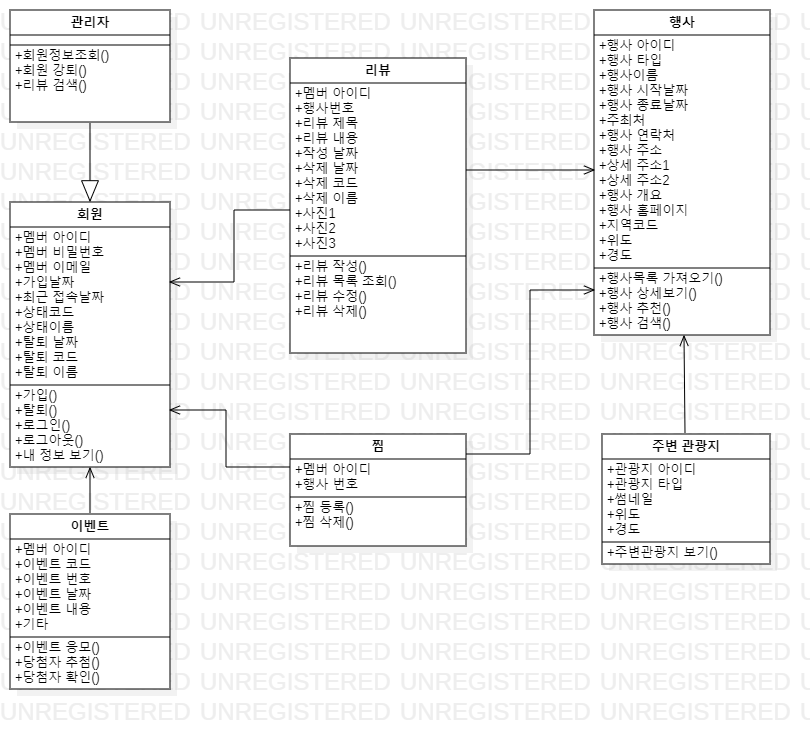 관리자
+회원정보조회()
+회원 강퇴()
+리뷰 검색()
회원
+멤버 아이디
+멤버 비밀번호
+멤버 이메일
+가입날짜
+최근 접속날짜
+상태코드
+상태이름
+탈퇴 날짜
+탈퇴 코드
+탈퇴 이름
+가입()
+탈퇴()
+로그인()
+로그아웃()
+내 정보 보기()
이벤트
+멤버 아이디
+이벤트 코드
+이벤트 번호
+이벤트 날짜
+이벤트 내용
+기타
+이벤트 응모()
+당첨자 추첨()
+당첨자 확인()
리뷰
+멤버 아이디
+행사번호
+리뷰 제목
+리뷰 내용
+작성 날짜
+삭제 날짜
+삭제 코드
+삭제 이름
+사진1
+사진2
+사진3
+리뷰 작성()
+리뷰 목록 조회()
+리뷰 수정()
+리뷰 삭제()
찜
+멤버 아이디
+행사 번호
+찜 등록()
+찜 삭제()
행사
+행사 아이디
+행사 타입
+행사이름
+행사 시작날짜
+행사 종료날짜
+주최처
+행사 연락처
+행사 주소
+상세 주소1
+상세 주소2
+행사 개요
+행사 홈페이지
+지역코드
+위도
+경도
+행사목록 가져오기()
+행사 상세보기()
+행사 추천()
+행사 검색()
주변 관광지
+관광지 아이디
+관광지 타입
+썸네일
+위도
+경도
+주변관광지 보기()
UNREGISTERED